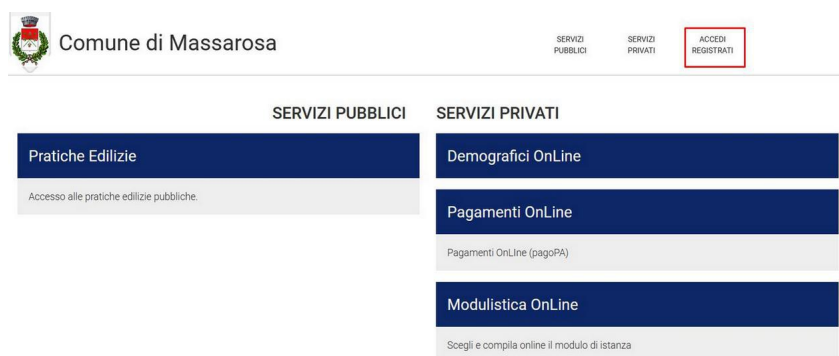 Comune di Massarosa
SERVIZI
PUBBLICI
SERVIZI
PRIVATI
ACCEDI
REGISTRATI
SERVIZI PUBBLICI
Pratiche Edilizie
Accesso alle pratiche edilizie pubbliche.
SERVIZI PRIVATI
Demografici OnLine
Pagamenti OnLine
Pagamenti OnLIne (pagoPA)
Modulistica OnLine
Scegli e compila online il modulo di istanza